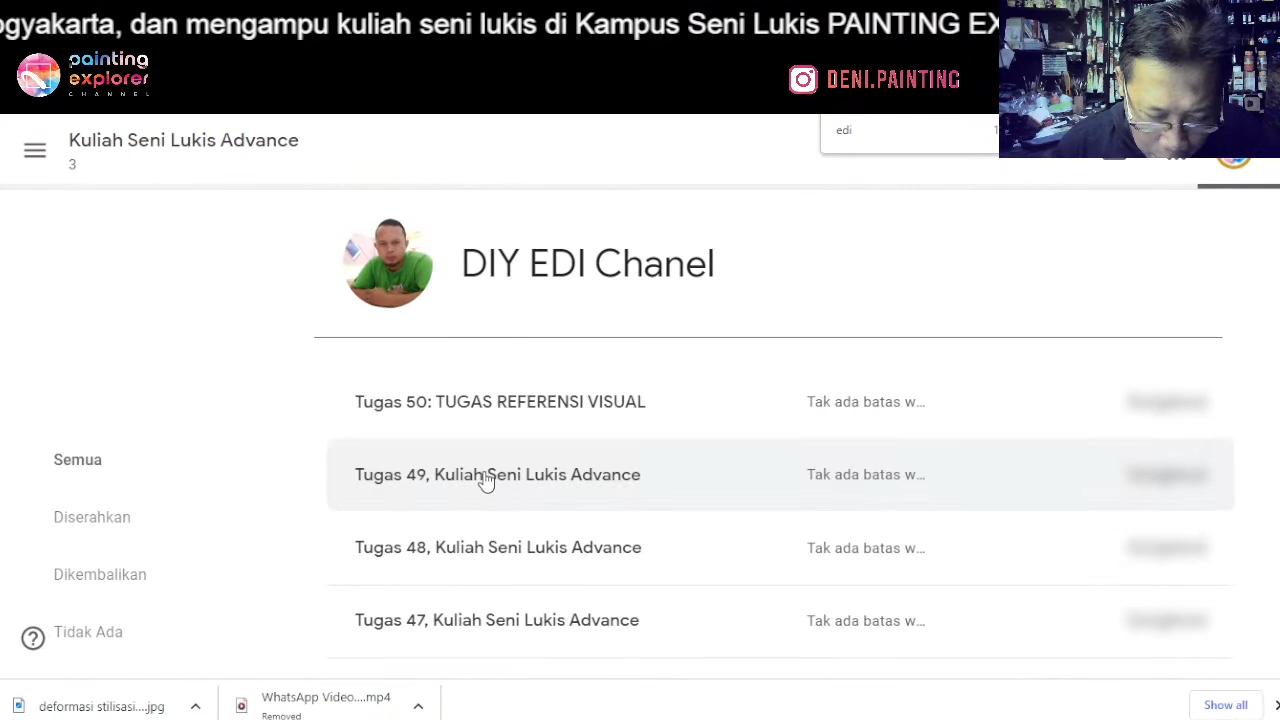 ogyakarta, dan mengampu kuliah seni lukis di Kampus Seni Lukis PAINTING EX
painting
explorer
CHANNEL
DENI.PAINTING
Kuliah Seni Lukis Advance
3
edi
DIY EDI Chanel
Tugas 50: TUGAS REFERENSI VISUAL
Tak ada batas w...
Tugas 49, Kuliah Seni Lukis Advance
Tak ada batas w...
Semua
Diserahkan
Tugas 48, Kuliah Seni Lukis Advance
Tak ada batas w...
Dikembalikan
Tugas 47, Kuliah Seni Lukis Advance
Tak ada batas w...
Tidak Ada
deformasi stilisasi....jpg
WhatsApp Video....mp4
Removed
Show all